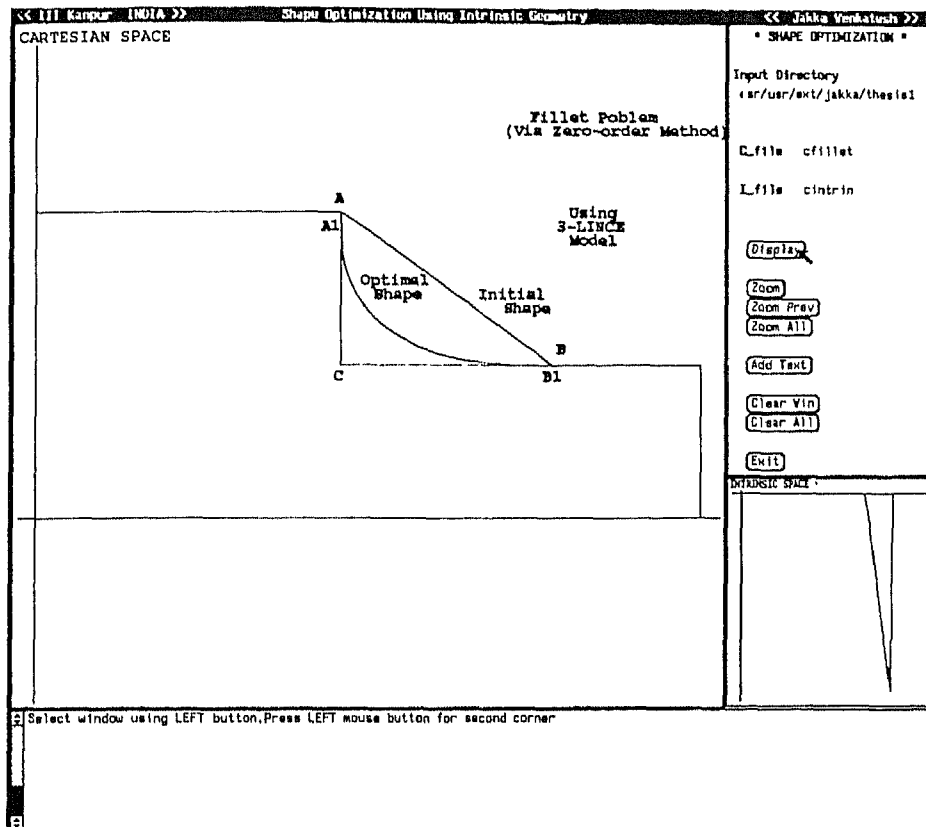 << IIT Kanpur INDIA >> Shape Optimization Using Intrinsic Geometry << Jakka Venkatesh >>
CARTESIAN SPACE
Fillet Poblem
(Via Zero-order Method)
A
A1
Using
3-LINCE
Model
Optimal
Shape
Initial
Shape
B
C
B1
* SHAPE OPTIMIZATION *
Input Directory
C_file cfillet
I_file cintrin
Display
Zoom
Zoom Prev
Zoom All
Add Text
Clear Win
Clear All
Exit
INTRINSIC SPACE
Select window using LEFT button,Press LEFT mouse button for second corner